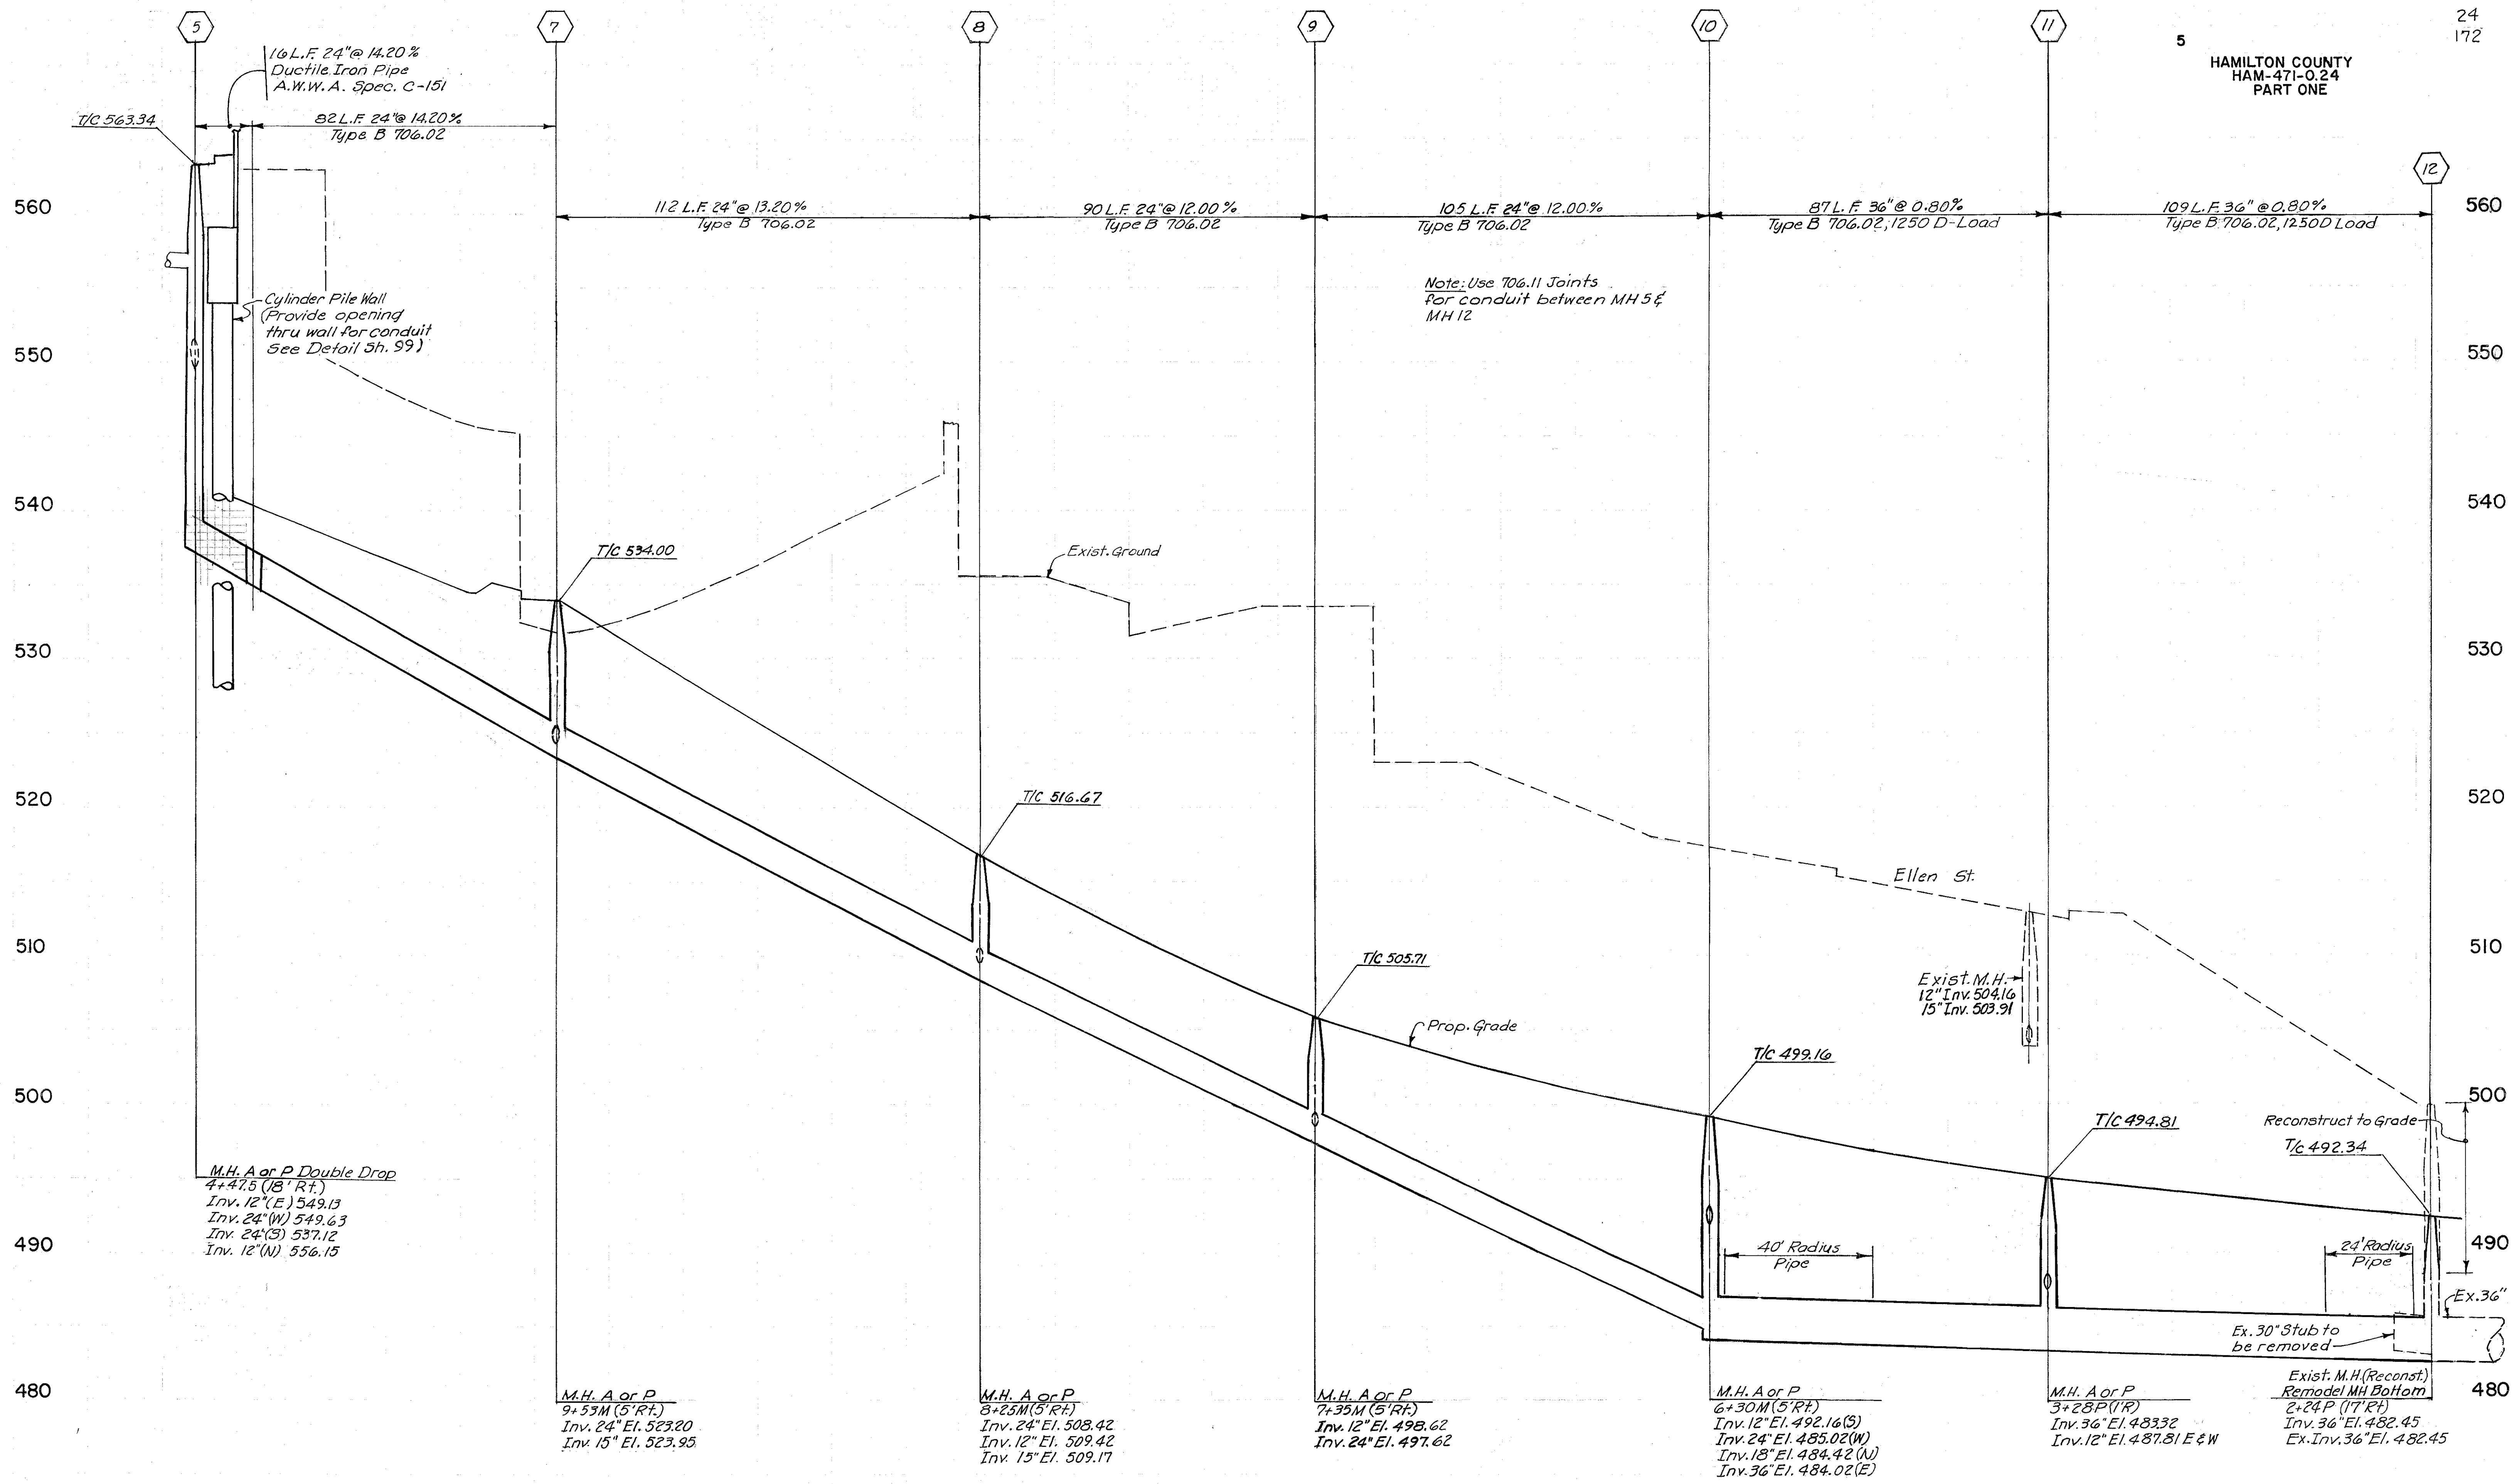 24
172
5
HAMILTON COUNTY
HAM-471-0.24
PART ONE
5
7
8
9
10
11
12
16 L.F. 24"@ 14.20%
Ductile Iron Pipe
A.W.W.A. Spec. C-151
T/C 563.34
82 L.F. 24"@ 14.20%
Type B 706.02
112 L.F. 24"@ 13.20%
Type B 706.02
90 L.F. 24"@ 12.00%
Type B 706.02
105 L.F. 24"@ 12.00%
Type B 706.02
87 L.F. 36"@ 0.80%
Type B 706.02, 1250 D-Load
109 L.F. 36"@ 0.80%
Type B 706.02, 1250D Load
560
560
Note: Use 706.11 Joints
for conduit between MH 5 &
MH 12
Cylinder Pile Wall
(Provide opening
thru wall for conduit
See Detail Sh. 99)
550
550
540
540
T/C 534.00
Exist. Ground
530
530
520
520
T/C 516.67
Ellen St.
510
510
T/C 505.71
Exist. M.H.
12" Inv. 504.16
15" Inv. 503.91
Prop. Grade
T/C 499.16
500
500
T/C 494.81
Reconstruct to Grade
T/C 492.34
490
490
40' Radius
Pipe
24' Radius
Pipe
Ex. 36"
Ex. 30" Stub to
be removed
480
480
M.H. A or P Double Drop
4+47.5 (18' Rt.)
Inv. 12" (E) 549.13
Inv. 24" (W) 549.63
Inv. 24" (S) 537.12
Inv. 12" (N) 556.15
M.H. A or P
9+53M (5' Rt.)
Inv. 24" El. 523.20
Inv. 15" El. 523.95
M.H. A or P
8+25M (5' Rt.)
Inv. 24" El. 508.42
Inv. 12" El. 509.42
Inv. 15" El. 509.17
M.H. A or P
7+35M (5' Rt.)
Inv. 12" El. 498.62
Inv. 24" El. 497.62
M.H. A or P
6+30M (5' Rt.)
Inv. 12" El. 492.16 (S)
Inv. 24" El. 485.02 (W)
Inv. 18" El. 484.42 (N)
Inv. 36" El. 484.02 (E)
M.H. A or P
3+28P (1'R)
Inv. 36" El. 483.32
Inv. 12" El. 487.81 E & W
Exist. M.H. (Reconst.)
Remodel MH Bottom
2+24P (17' Rt)
Inv. 36" El. 482.45
Ex. Inv. 36" El. 482.45